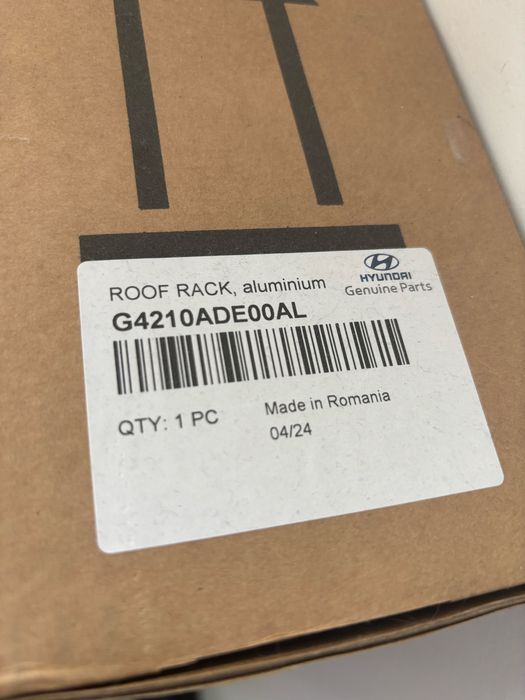 ROOF RACK, aluminium
HYUNDAI
Genuine Parts
G4210ADE00AL
QTY: 1 PC
Made in Romania
04/24